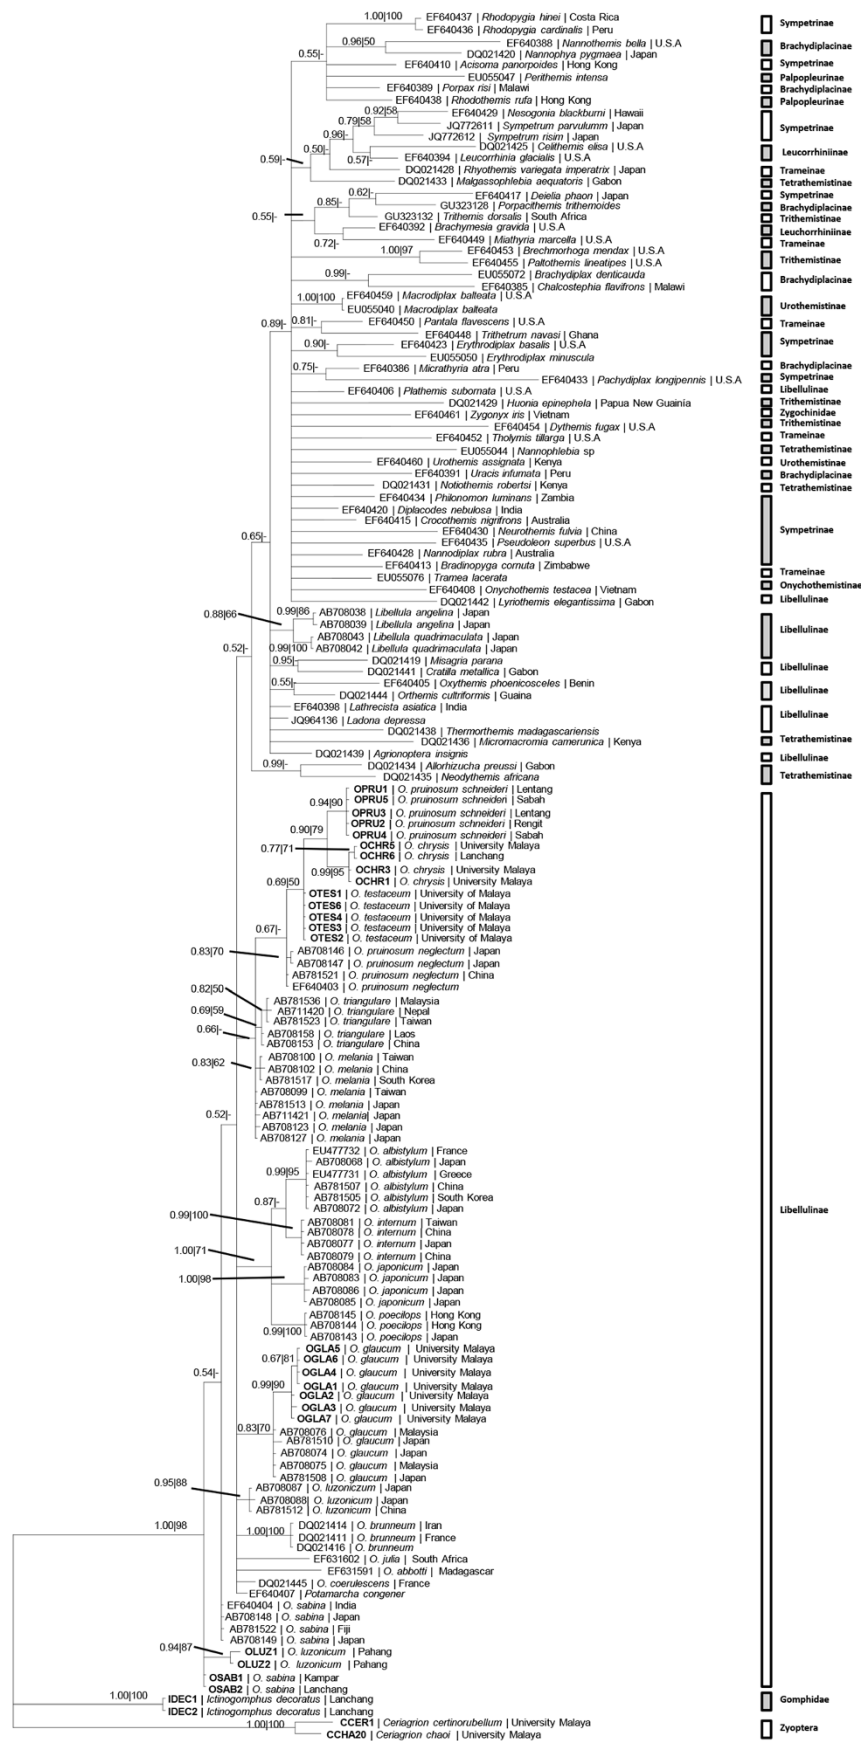 1.00|100 EF640437 | Rhodopygia hinei | Costa Rica Sympetrinae
EF640436 | Rhodopygia cardinalis | Peru
0.96|50 EF640388 | Nannothemis bella | U.S.A Brachydiplacinae
0.55|- DQ021420 | Nannophya pygmaea | Japan
EF640410 | Acisoma panorpoides | Hong Kong Sympetrinae
EU055047 | Perithemis intensa Palpopleurinae
EF640389 | Porpax risi | Malawi Brachydiplacinae
EF640438 | Rhodothemis rufa | Hong Kong Palpopleurinae
0.92|58 EF640429 | Nesogonia blackburni | Hawaii
0.79|58 JQ772611 | Sympetrum parvulumm | Japan Sympetrinae
0.96|- JQ772612 | Sympetrum risim | Japan
0.50|- DQ021425 | Celithemis elisa | U.S.A Leucorrhiniinae
0.59|- 0.57|- EF640394 | Leucorrhinia glacialis | U.S.A
DQ021428 | Rhyothemis variegata imperatrix | Japan Trameinae
DQ021433 | Malgassophlebia aequatoris | Gabon Tetrathemistinae
0.62|- EF640417 | Deielia phaon | Japan Sympetrinae
0.85|- GU323128 | Porpacithemis trithemoides Brachydiplacinae
0.55|- GU323132 | Trithemis dorsalis | South Africa Trithemistinae
EF640392 | Brachymesia gravida | U.S.A Leuchorrhiniinae
0.72|- EF640449 | Miathyria marcella | U.S.A Trameinae
1.00|97 EF640453 | Brechmorhoga mendax | U.S.A Trithemistinae
EF640455 | Paltothemis lineatipes | U.S.A
0.99|- EU055072 | Brachydiplax denticauda Brachydiplacinae
EF640385 | Chalcostephia flavifrons | Malawi
1.00|100 EF640459 | Macrodiplax balteata | U.S.A Urothemistinae
EU055040 | Macrodiplax balteata
0.89|- 0.81|- EF640450 | Pantala flavescens | U.S.A Trameinae
EF640448 | Trithetrum navasi | Ghana
0.90|- EF640423 | Erythrodiplax basalis | U.S.A Sympetrinae
EU055050 | Erythrodiplax minuscula
0.75|- EF640386 | Micrathyria atra | Peru Brachydiplacinae
EF640433 | Pachydiplax longipennis | U.S.A Sympetrinae
EF640406 | Plathemis subornata | U.S.A Libellulinae
DQ021429 | Huonia epinephela | Papua New Guainía Trithemistinae
EF640461 | Zygonyx iris | Vietnam Zygochinidae
EF640454 | Dythemis fugax | U.S.A Trithemistinae
EF640452 | Tholymis tillarga | U.S.A Trameinae
EU055044 | Nannophlebia sp Tetrathemistinae
EF640460 | Urothemis assignata | Kenya Urothemistinae
EF640391 | Uracis infumata | Peru Brachydiplacinae
DQ021431 | Notiothemis robertsi | Kenya Tetrathemistinae
EF640434 | Philonomon luminans | Zambia
EF640420 | Diplacodes nebulosa | India
EF640415 | Crocothemis nigrifrons | Australia
EF640430 | Neurothemis fulvia | China Sympetrinae
0.65|- EF640435 | Pseudoleon superbus | U.S.A
EF640428 | Nannodiplax rubra | Australia
EF640413 | Bradinopyga cornuta | Zimbabwe
EU055076 | Tramea lacerata Trameinae
EF640408 | Onychothemis testacea | Vietnam Onychothemistinae
DQ021442 | Lyriothemis elegantissima | Gabon Libellulinae
0.88|66 0.99|86 AB708038 | Libellula angelina | Japan
AB708039 | Libellula angelina | Japan Libellulinae
AB708043 | Libellula quadrimaculata | Japan
0.52|- 0.99|100 AB708042 | Libellula quadrimaculata | Japan
0.95|- DQ021419 | Misagria parana Libellulinae
DQ021441 | Cratilla metallica | Gabon
0.55|- EF640405 | Oxythemis phoenicosceles | Benin Libellulinae
DQ021444 | Orthemis cultriformis | Guaina
EF640398 | Lathrecista asiatica | India
JQ964136 | Ladona depressa Libellulinae
DQ021438 | Thermorthemis madagascariensis
DQ021436 | Micromacromia camerunica | Kenya Tetrathemistinae
DQ021439 | Agrionoptera insignis Libellulinae
0.99|- DQ021434 | Allorhizucha preussi | Gabon Tetrathemistinae
DQ021435 | Neodythemis africana
OPRU1 | O. pruinosum schneideri | Lentang
0.94|90 OPRU5 | O. pruinosum schneideri | Sabah
OPRU3 | O. pruinosum schneideri | Lentang
OPRU2 | O. pruinosum schneideri | Rengit
0.90|79 OPRU4 | O. pruinosum schneideri | Sabah
0.77|71 OCHR5 | O. chrysis | University Malaya
OCHR6 | O. chrysis | Lanchang
0.99|95 OCHR3 | O. chrysis | University Malaya
0.69|50 OCHR1 | O. chrysis | University Malaya
OTES1 | O. testaceum | University of Malaya
OTES6 | O. testaceum | University of Malaya
OTES4 | O. testaceum | University of Malaya
0.67|- OTES3 | O. testaceum | University of Malaya
OTES2 | O. testaceum | University of Malaya
0.83|70 AB708146 | O. pruinosum neglectum | Japan
AB708147 | O. pruinosum neglectum | Japan
AB781521 | O. pruinosum neglectum | China
0.82|50 EF640403 | O. pruinosum neglectum
AB781536 | O. triangulare | Malaysia
0.69|59 AB711420 | O. triangulare | Nepal
AB781523 | O. triangulare | Taiwan
0.66|- AB708158 | O. triangulare | Laos
AB708153 | O. triangulare | China
0.83|62 AB708100 | O. melania | Taiwan
AB708102 | O. melania | China
AB781517 | O. melania | South Korea
AB708099 | O. melania | Taiwan
AB781513 | O. melania | Japan
0.52|- AB711421 | O. melania| Japan
AB708123 | O. melania | Japan
AB708127 | O. melania | Japan
EU477732 | O. albistylum | France
AB708068 | O. albistylum | Japan
0.99|95 EU477731 | O. albistylum | Greece
AB781507 | O. albistylum | China
0.87|- AB781505 | O. albistylum | South Korea
AB708072 | O. albistylum | Japan Libellulinae
0.99|100 AB708081 | O. internum | Taiwan
AB708078 | O. internum | China
AB708077 | O. internum | Japan
1.00|71 AB708079 | O. internum | China
AB708084 | O. japonicum | Japan
1.00|98 AB708083 | O. japonicum | Japan
AB708086 | O. japonicum | Japan
AB708085 | O. japonicum | Japan
AB708145 | O. poecilops | Hong Kong
AB708144 | O. poecilops | Hong Kong
0.99|100 AB708143 | O. poecilops | Japan
OGLA5 | O. glaucum | University Malaya
0.67|81 OGLA6 | O. glaucum | University Malaya
0.54|- OGLA4 | O. glaucum | University Malaya
0.99|90 OGLA1 | O. glaucum | University Malaya
OGLA2 | O. glaucum | University Malaya
OGLA3 | O. glaucum | University Malaya
OGLA7 | O. glaucum | University Malaya
0.83|70 AB708076 | O. glaucum | Malaysia
AB781510 | O. glaucum | Japan
AB708074 | O. glaucum | Japan
AB708075 | O. glaucum | Malaysia
AB781508 | O. glaucum | Japan
0.95|88 AB708087 | O. luzoniczum | Japan
AB708088 | O. luzonicum | Japan
AB781512 | O. luzonicum | China
1.00|98 DQ021414 | O. brunneum | Iran
1.00|100 DQ021411 | O. brunneum | France
DQ021416 | O. brunneum
EF631602 | O. julia | South Africa
EF631591 | O. abbotti | Madagascar
DQ021445 | O. coerulescens | France
EF640407 | Potamarcha congener
EF640404 | O. sabina | India
AB708148 | O. sabina | Japan
AB781522 | O. sabina | Fiji
AB708149 | O. sabina | Japan
0.94|87 OLUZ1 | O. luzonicum | Pahang
OLUZ2 | O. luzonicum | Pahang
OSAB1 | O. sabina | Kampar
OSAB2 | O. sabina | Lanchang
1.00|100 IDEC1 | Ictinogomphus decoratus | Lanchang Gomphidae
IDEC2 | Ictinogomphus decoratus | Lanchang
1.00|100 CCER1 | Ceriagrion certinorubellum | University Malaya Zyoptera
CCHA20 | Ceriagrion chaoi | University Malaya